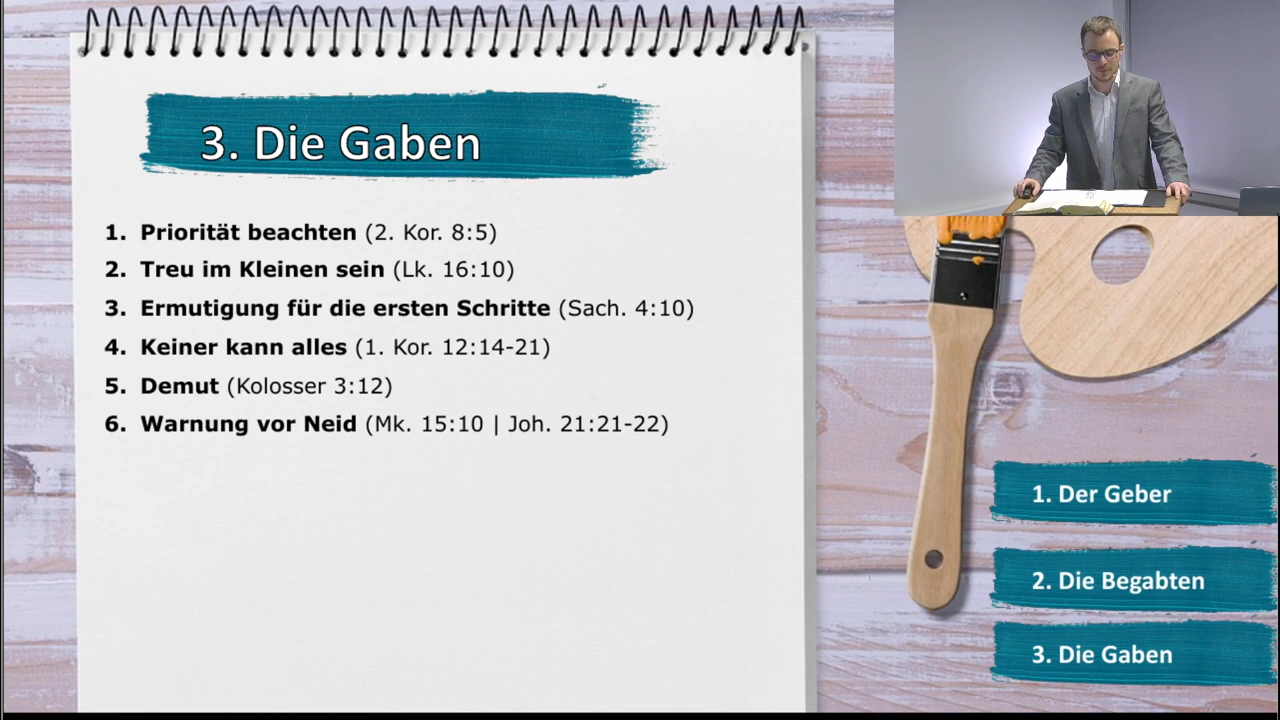 3. Die Gaben
1. Priorität beachten (2. Kor. 8:5)
2. Treu im Kleinen sein (Lk. 16:10)
3. Ermutigung für die ersten Schritte (Sach. 4:10)
4. Keiner kann alles (1. Kor. 12:14-21)
5. Demut (Kolosser 3:12)
6. Warnung vor Neid (Mk. 15:10 | Joh. 21:21-22)
1. Der Geber
2. Die Begabten
3. Die Gaben